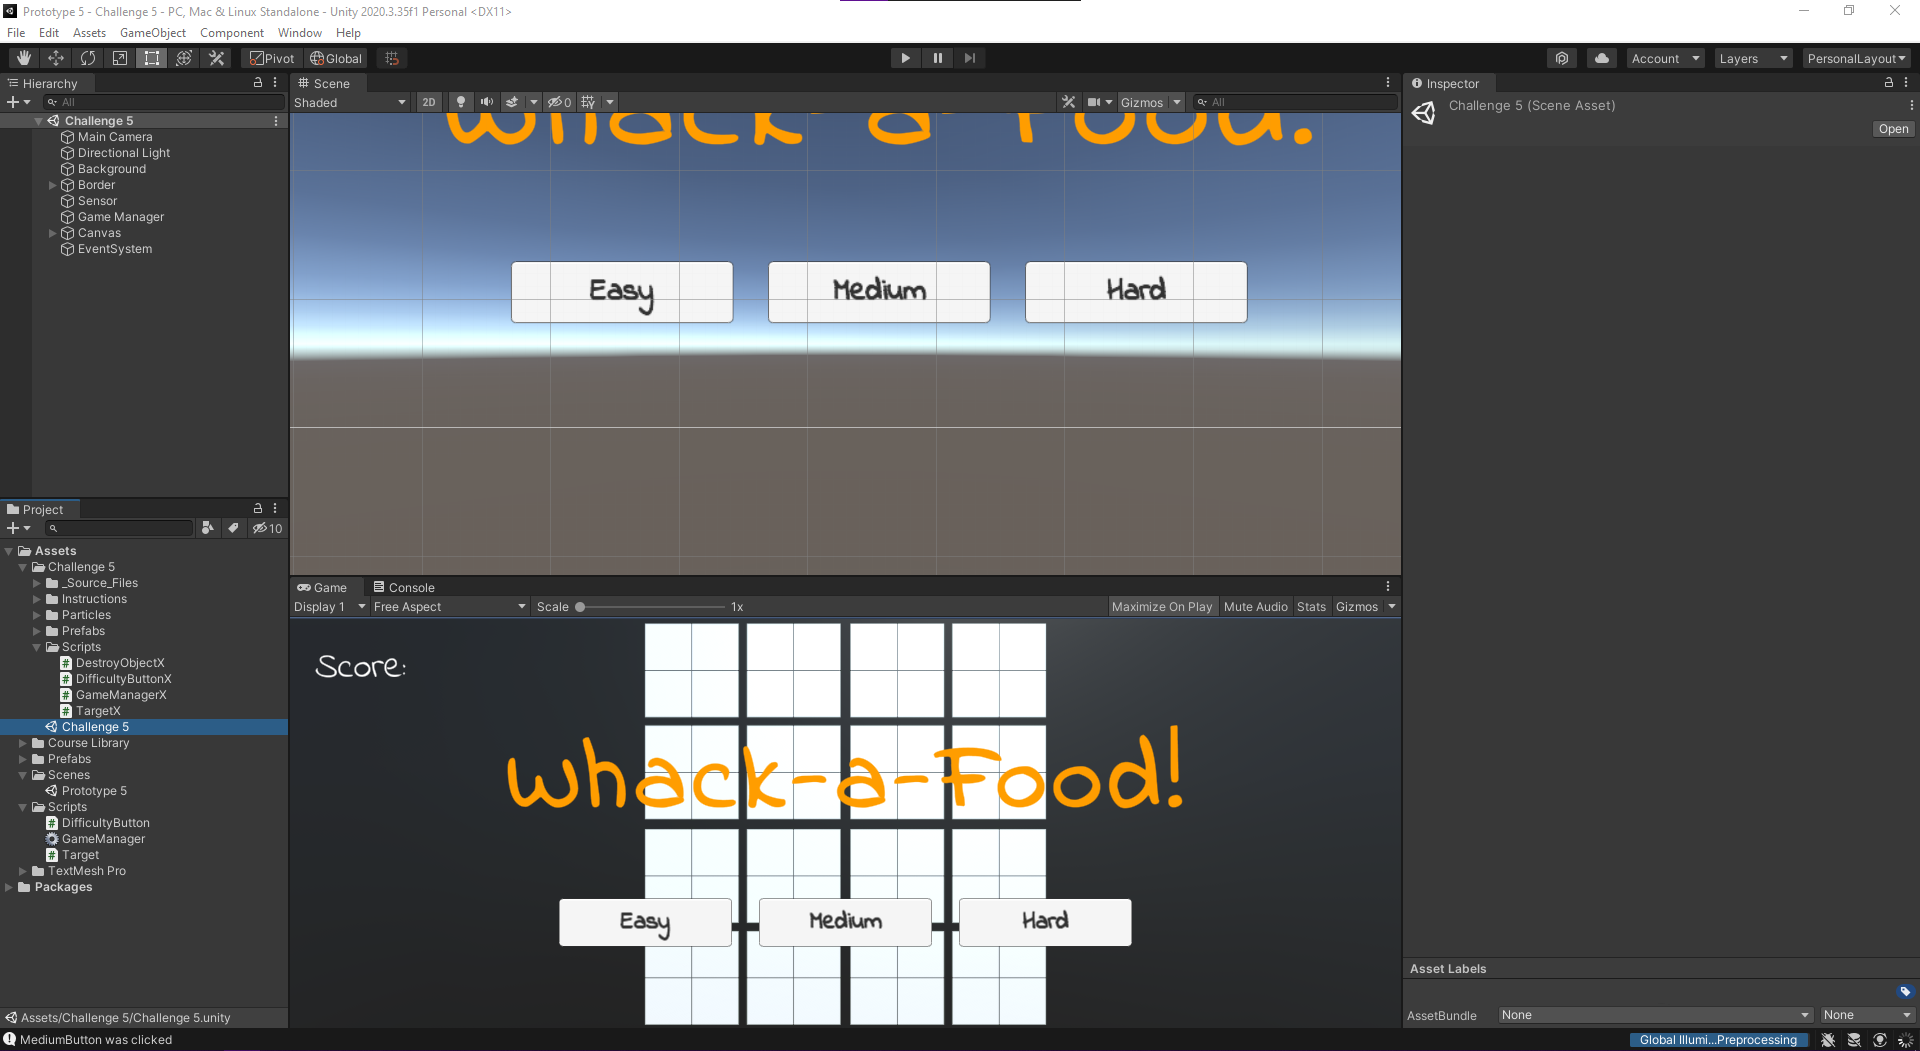 Prototype 5 - Challenge 5 - PC, Mac & Linux Standalone - Unity 2020.3.35f1 Personal <DX11>
File Edit Assets GameObject Component Window Help
Pivot Global Account Layers PersonalLayout
Hierarchy
All
Challenge 5
Main Camera
Directional Light
Background
Border
Sensor
Game Manager
Canvas
EventSystem
Scene
Shaded 2D 0 Gizmos All
Whack-a-Food!
Easy Medium Hard
Inspector
Challenge 5 (Scene Asset)
Open
Project
10
Assets
Challenge 5
_Source_Files
Instructions
Particles
Prefabs
Scripts
DestroyObjectX
DifficultyButtonX
GameManagerX
TargetX
Challenge 5
Course Library
Prefabs
Scenes
Prototype 5
Scripts
DifficultyButton
GameManager
Target
TextMesh Pro
Packages
Assets/Challenge 5/Challenge 5.unity
Game Console
Display 1 Free Aspect Scale 1x Maximize On Play Mute Audio Stats Gizmos
Score:
Whack-a-Food!
Easy Medium Hard
Asset Labels
AssetBundle None None
MediumButton was clicked
Global Illumi...Preprocessing